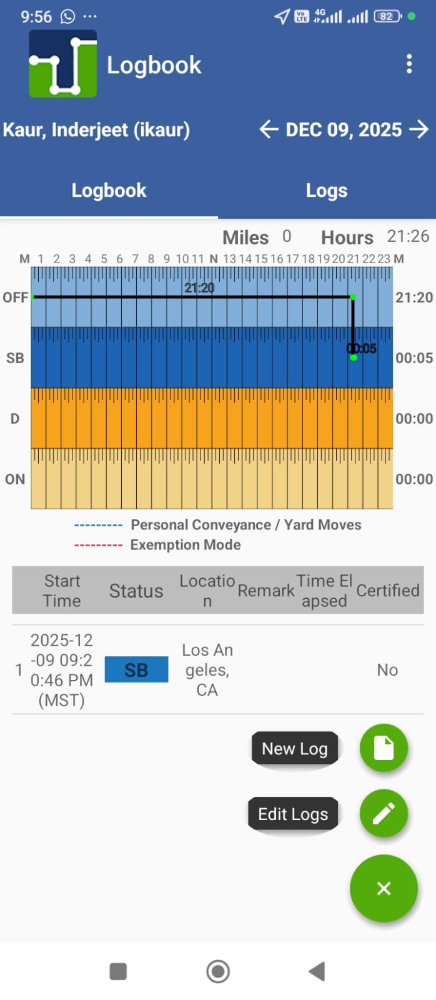 9:56 ...
Vo LTE 4G 82
Logbook
Kaur, Inderjeet (ikaur) ← DEC 09, 2025 →
Logbook Logs
Miles 0 Hours 21:26
M 1 2 3 4 5 6 7 8 9 10 11 N 13 14 15 16 17 18 19 20 21 22 23 M
21:20
OFF 21:20
00:05
SB 00:05
D 00:00
ON 00:00
Personal Conveyance / Yard Moves
Exemption Mode
Start Time Status Locatio n Remark Time El apsed Certified
1 2025-12 -09 09:2 0:46 PM (MST) SB Los An geles, CA No
New Log
Edit Logs